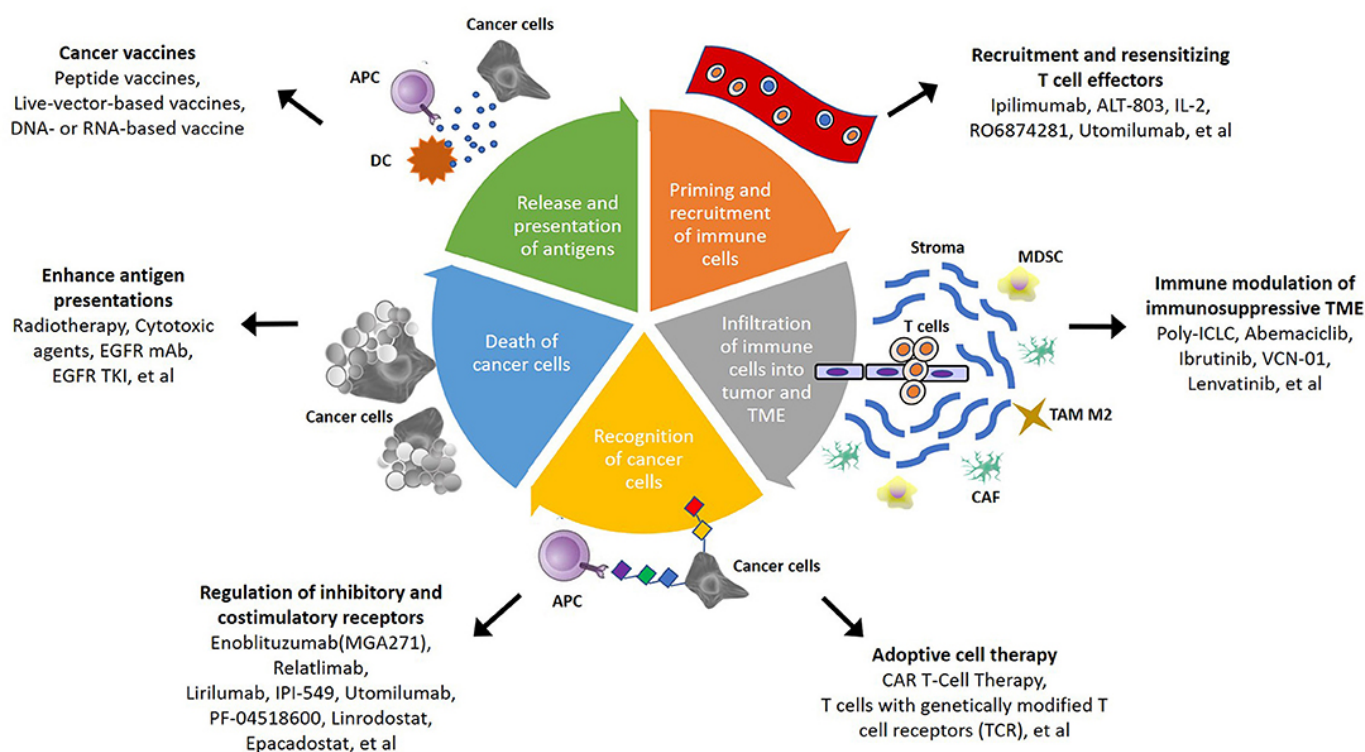 Cancer cells
Cancer vaccines
Peptide vaccines,
Live-vector-based vaccines,
DNA- or RNA-based vaccine
APC
DC
Recruitment and resensitizing
T cell effectors
Ipilimumab, ALT-803, IL-2,
RO6874281, Utomilumab, et al
Release and
presentation
of antigens
Priming and
recruitment
of immune
cells
Stroma
MDSC
T cells
TAM M2
CAF
Immune modulation of
immunosuppressive TME
Poly-ICLC, Abemaciclib,
Ibrutinib, VCN-01,
Lenvatinib, et al
Enhance antigen
presentations
Radiotherapy, Cytotoxic
agents, EGFR mAb,
EGFR TKI, et al
Cancer cells
Death of
cancer cells
Infiltration
of immune
cells into
tumor and
TME
Recognition
of cancer
cells
APC
Cancer cells
Regulation of inhibitory and
costimulatory receptors
Enoblituzumab(MGA271),
Relatlimab,
Lirilumab, IPI-549, Utomilumab,
PF-04518600, Linrodostat,
Epacadostat, et al
Adoptive cell therapy
CAR T-Cell Therapy,
T cells with genetically modified T
cell receptors (TCR), et al